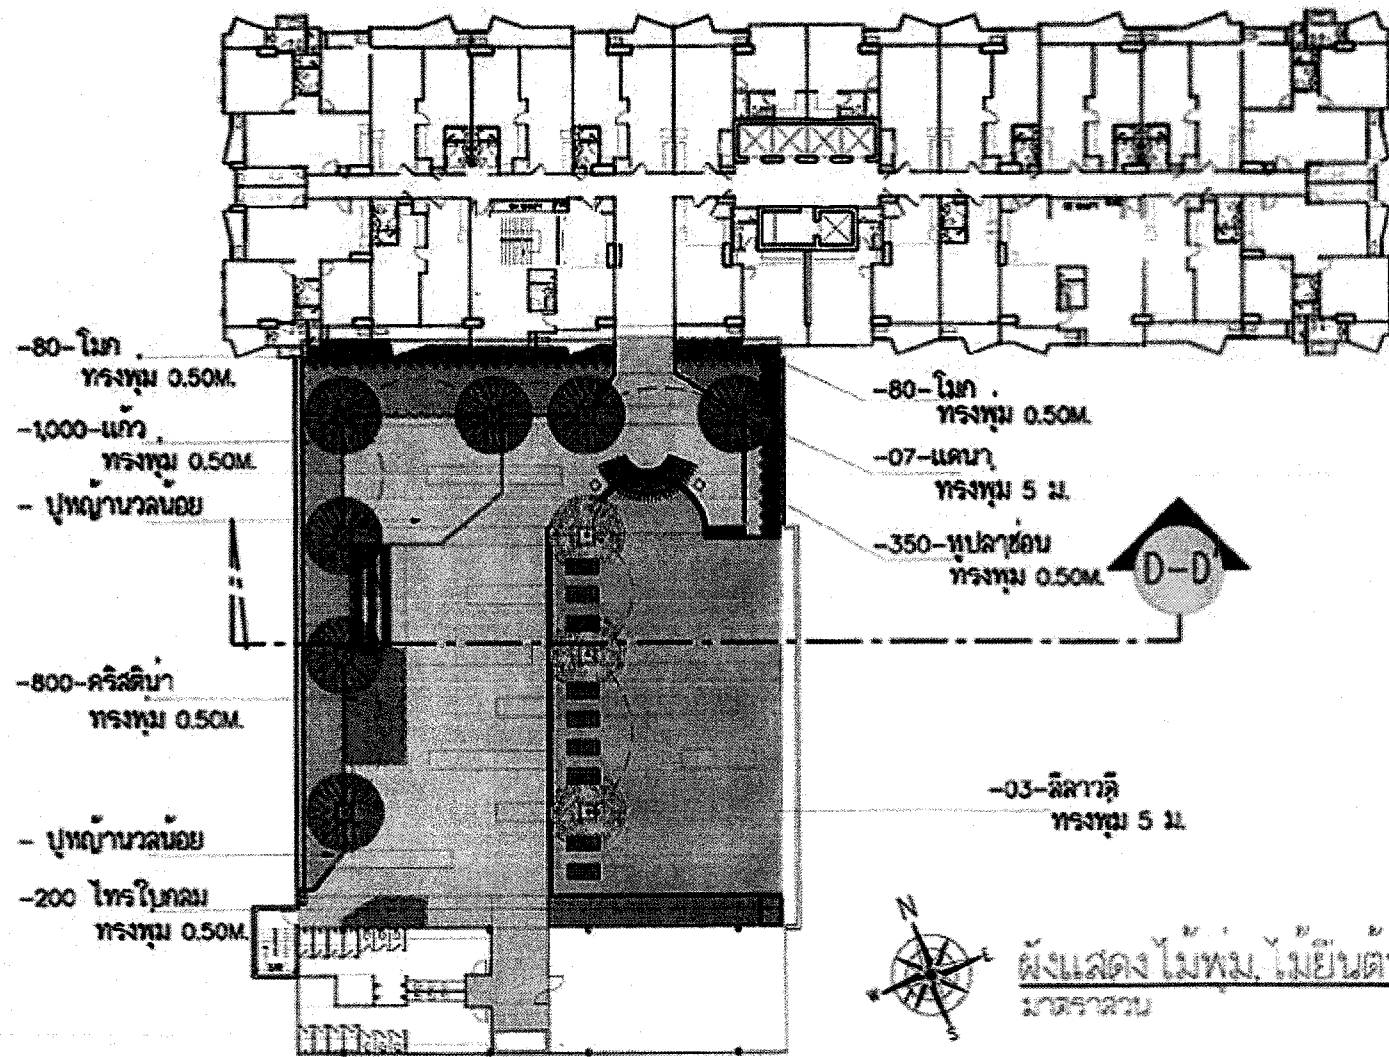 -80-โมก
ทรงพุ่ม 0.50M.
-1,000-แก้ว
ทรงพุ่ม 0.50M.
- ปูหญ้านวลน้อย
-800-คริสติน่า
ทรงพุ่ม 0.50M.
- ปูหญ้านวลน้อย
-200 ไทรใบกลม
ทรงพุ่ม 0.50M.
-80-โมก
ทรงพุ่ม 0.50M.
-07-แคนา
ทรงพุ่ม 5 ม.
-350-หูปลาช่อน
ทรงพุ่ม 0.50M.
D-D'
-03-ลีลาวดี
ทรงพุ่ม 5 ม.
N
E
S
ผังแสดง ไม้พุ่ม, ไม้ยืนต้น
มาตราส่วน